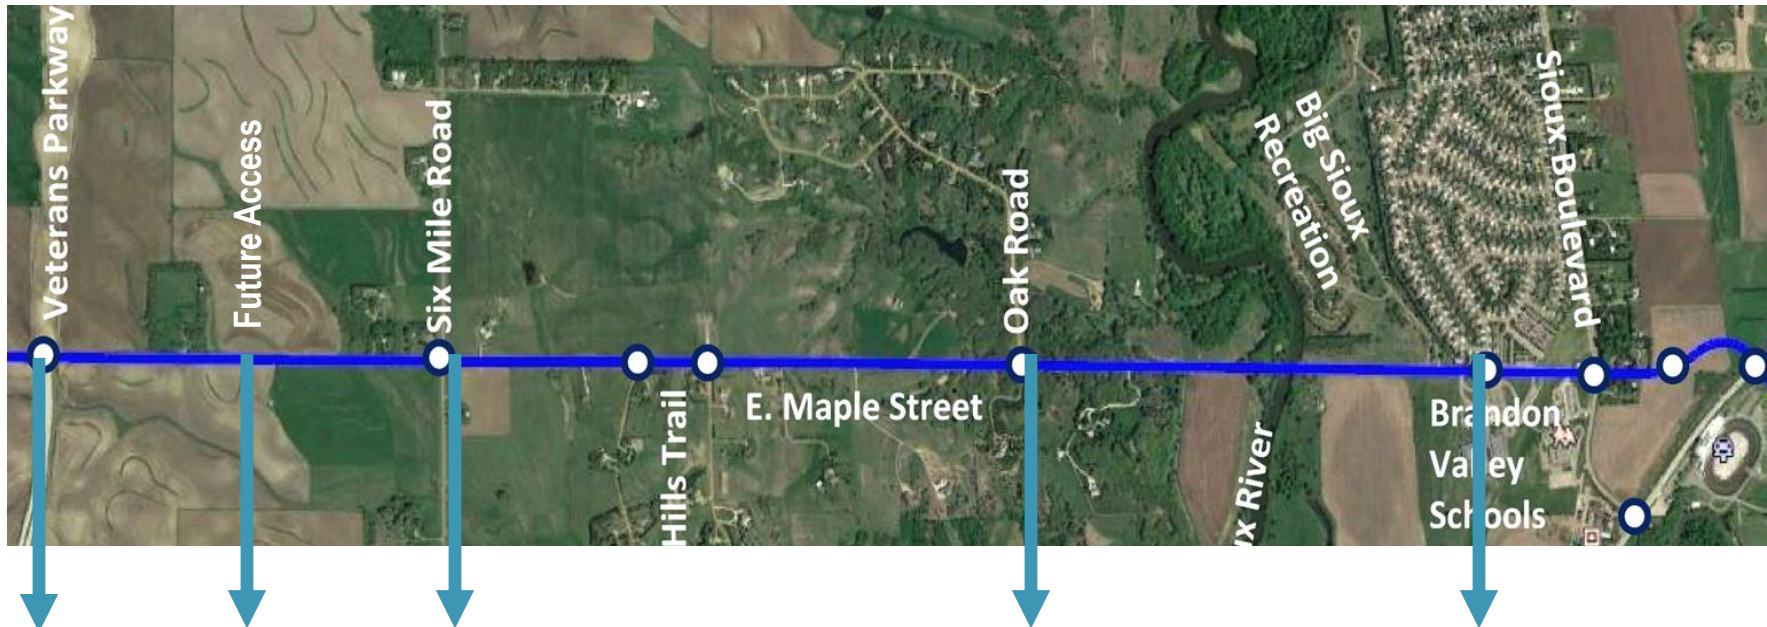 Veterans Parkway
Future Access
Six Mile Road
Hills Trail
E. Maple Street
Oak Road
ux River
Big Sioux
Recreation
Sioux Boulevard
Brandon
Valley
Schools